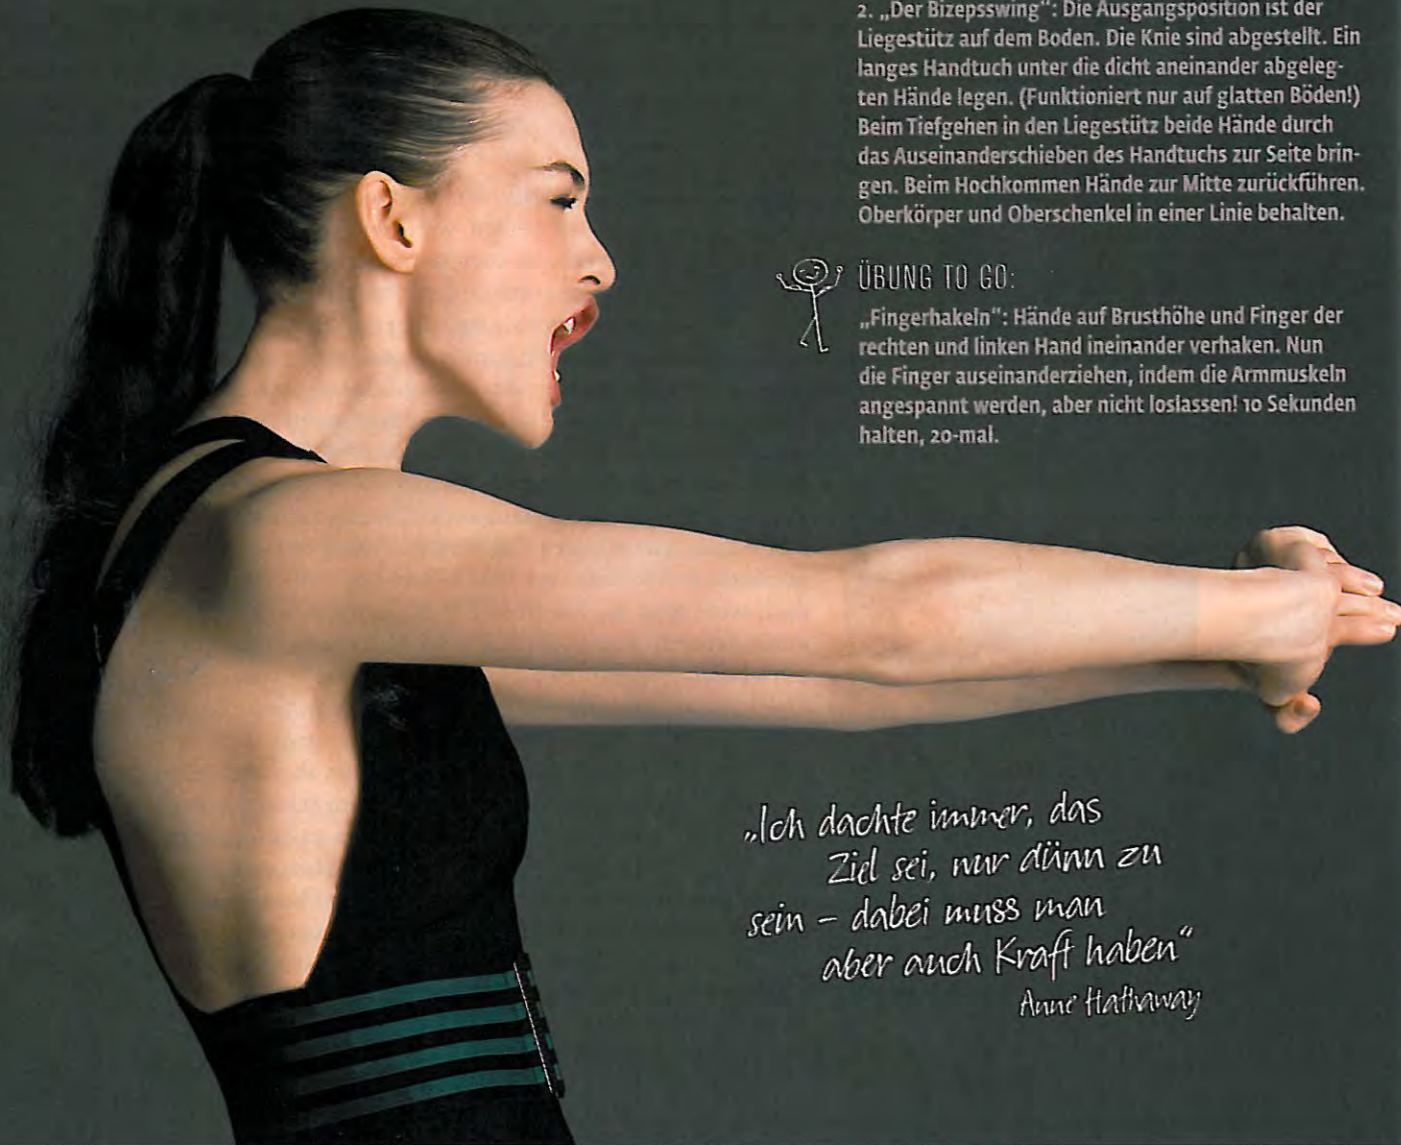 2. „Der Bizepsswing“: Die Ausgangsposition ist der
Liegestütz auf dem Boden. Die Knie sind abgestellt. Ein
langes Handtuch unter die dicht aneinander abgeleg-
ten Hände legen. (Funktioniert nur auf glatten Böden!)
Beim Tiefgehen in den Liegestütz beide Hände durch
das Auseinanderschieben des Handtuchs zur Seite brin-
gen. Beim Hochkommen Hände zur Mitte zurückführen.
Oberkörper und Oberschenkel in einer Linie behalten.
ÜBUNG TO GO:
„Fingerhakeln“: Hände auf Brusthöhe und Finger der
rechten und linken Hand ineinander verhaken. Nun
die Finger auseinanderziehen, indem die Armmuskeln
angespannt werden, aber nicht loslassen! 10 Sekunden
halten, 20-mal.
„Ich dachte immer, das
Ziel sei, nur dünn zu
sein – dabei muss man
aber auch Kraft haben“
Anne Hathaway